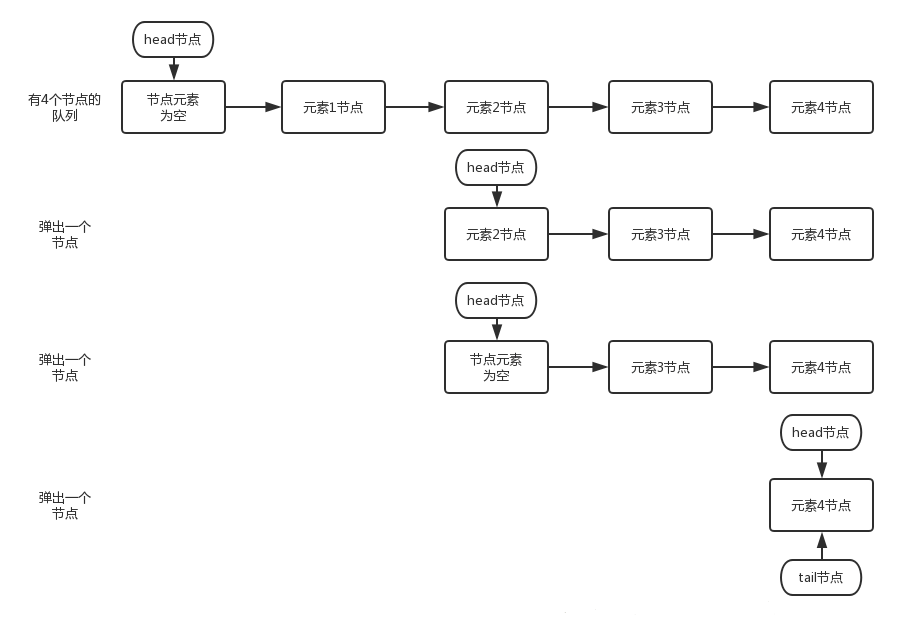 head节点
有4个节点的
队列
节点元素
为空
元素1节点
元素2节点
元素3节点
元素4节点
head节点
弹出一个
节点
元素2节点
元素3节点
元素4节点
head节点
弹出一个
节点
节点元素
为空
元素3节点
元素4节点
head节点
弹出一个
节点
元素4节点
tail节点